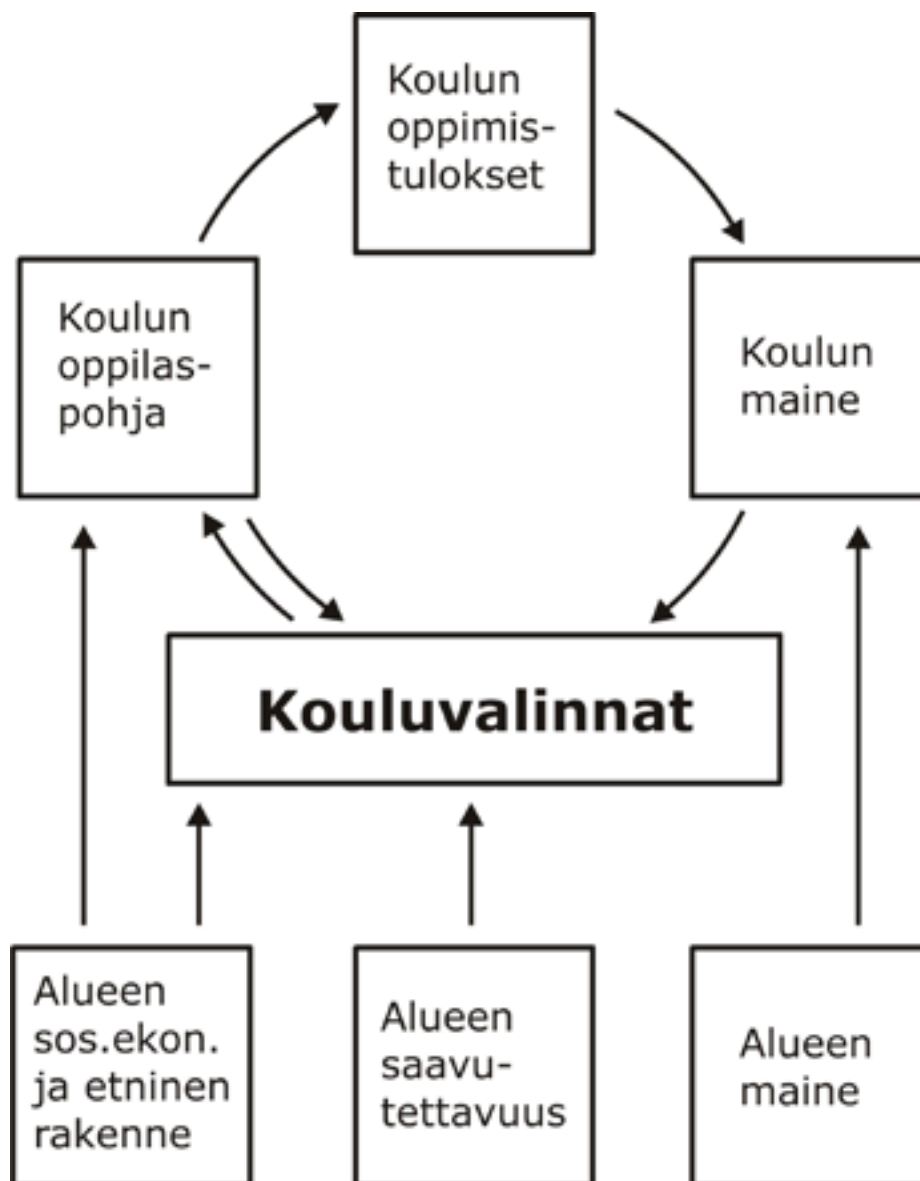 Koulun
oppimis-
tulokset
Koulun
oppilas-
pohja
Koulun
maine
Kouluvalinnat
Alueen
sos.ekon.
ja etninen
rakenne
Alueen
saavu-
tettavuus
Alueen
maine